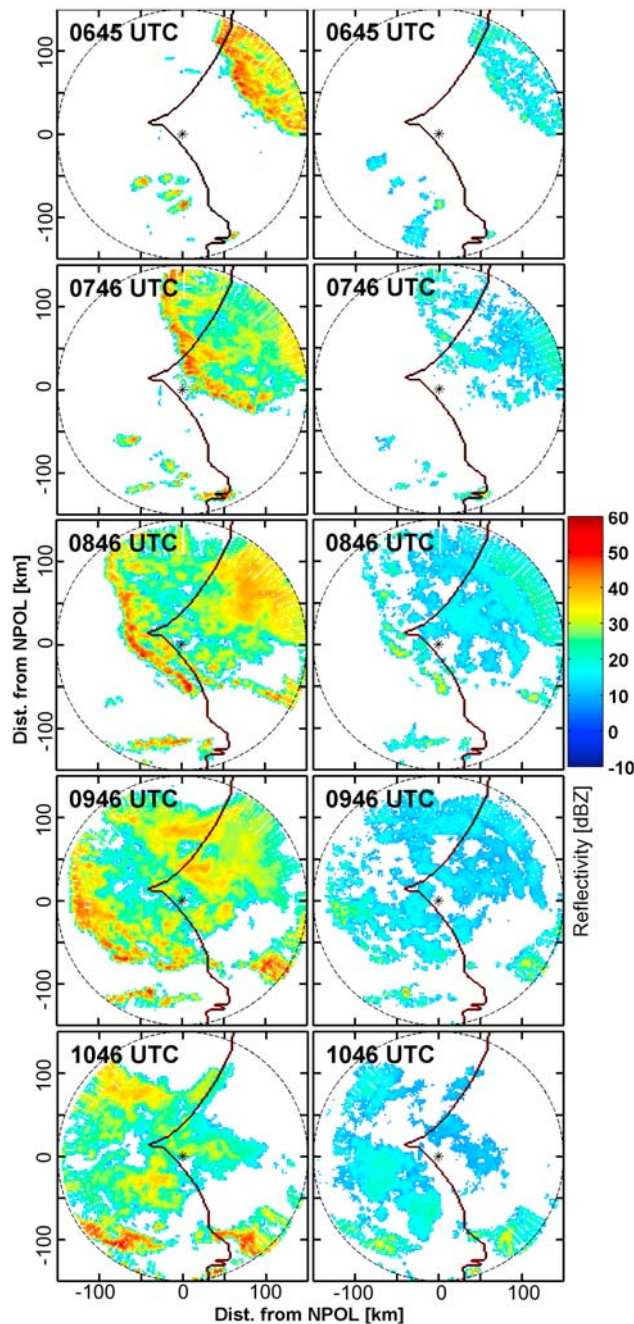 0645 UTC
0645 UTC
100
0
-100
0746 UTC
0746 UTC
100
0
-100
0846 UTC
0846 UTC
100
0
-100
Dist. from NPOL [km]
60
50
40
30
20
10
0
-10
Reflectivity [dBZ]
0946 UTC
0946 UTC
100
0
-100
1046 UTC
1046 UTC
100
0
-100
-100 0 100 -100 0 100
Dist. from NPOL [km]